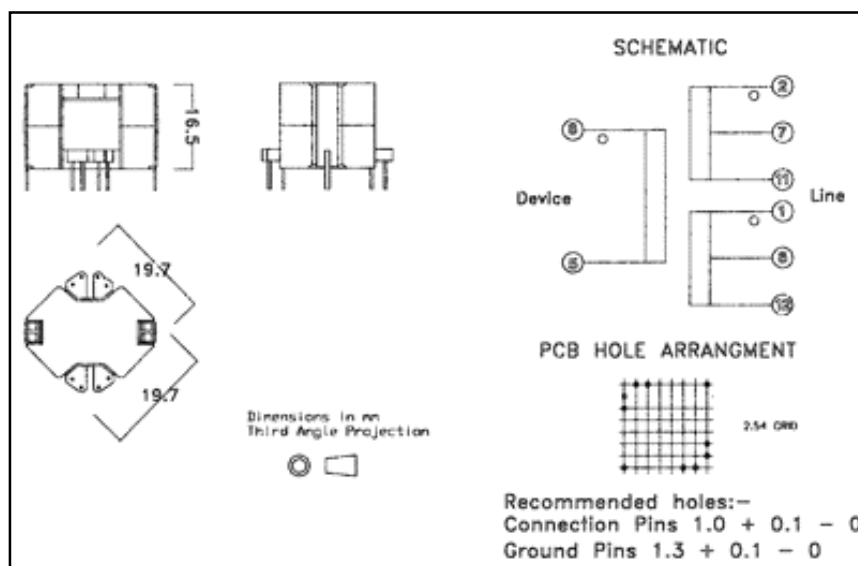 SCHEMATIC
16.5
2
6
7
Device
11
Line
1
5
8
12
19.7
19.7
PCB HOLE ARRANGMENT
Dimensions in mm
Third Angle Projection
2.54 GRID
Recommended holes:-
Connection Pins 1.0 + 0.1 - 0
Ground Pins 1.3 + 0.1 - 0